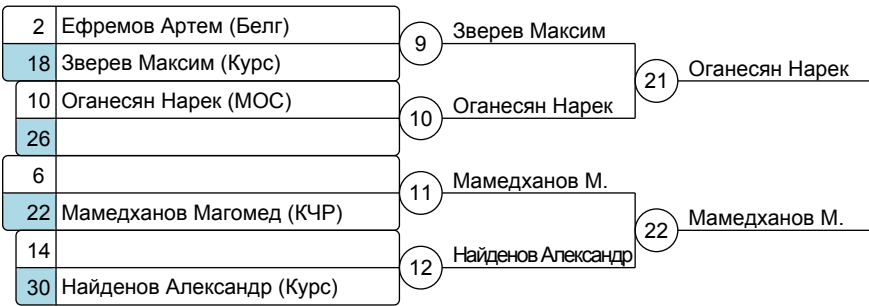 2 Ефремов Артем (Белг)
9 Зверев Максим
18 Зверев Максим (Курс)
21 Оганесян Нарек
10 Оганесян Нарек (МОС)
10 Оганесян Нарек
26
6
11 Мамедханов М.
22 Мамедханов Магомед (КЧР)
22 Мамедханов М.
14
12 Найденов Александр
30 Найденов Александр (Курс)